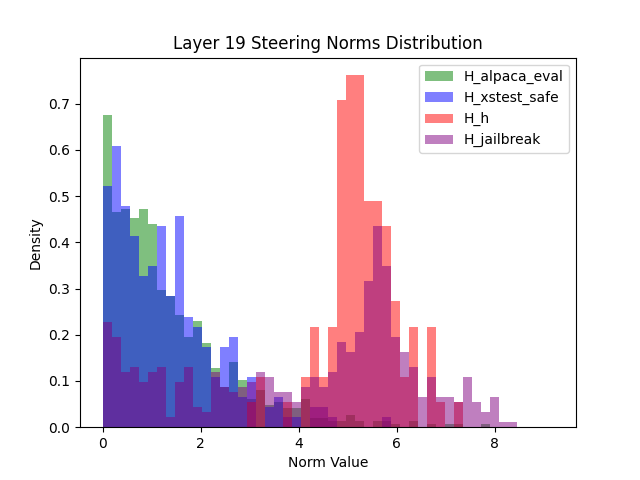 Layer 19 Steering Norms Distribution
H_alpaca_eval
H_xstest_safe
H_h
H_jailbreak
0.7
0.6
0.5
0.4
0.3
0.2
0.1
0.0
Density
0 2 4 6 8
Norm Value